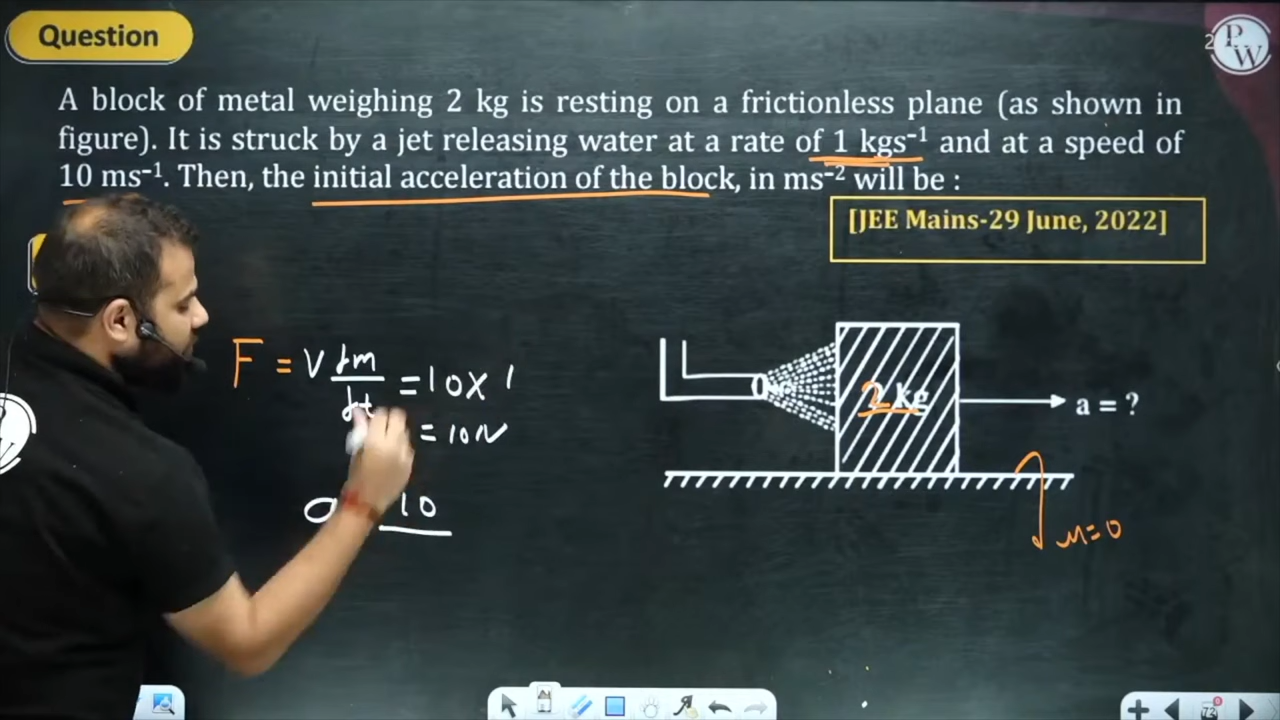 Question
PW
A block of metal weighing 2 kg is resting on a frictionless plane (as shown in
figure). It is struck by a jet releasing water at a rate of 1 kgs⁻¹ and at a speed of
10 ms⁻¹. Then, the initial acceleration of the block, in ms⁻² will be :
[JEE Mains-29 June, 2022]
F = V dm/dt = 10 X 1
= 10 N
2 kg
a = ?
a 10
μ=0
72